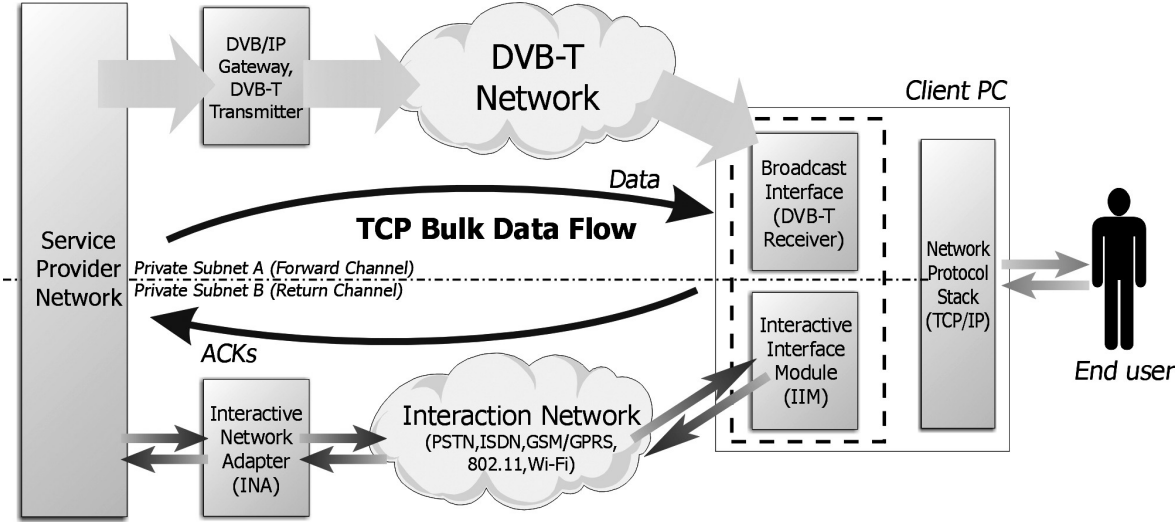 DVB/IP
Gateway,
DVB-T
Transmitter
DVB-T
Network
Client PC
Broadcast
Interface
(DVB-T
Receiver)
Data
TCP Bulk Data Flow
Service
Provider
Network
Private Subnet A (Forward Channel)
Private Subnet B (Return Channel)
Network
Protocol
Stack
(TCP/IP)
ACKs
Interactive
Interface
Module
(IIM)
End user
Interactive
Network
Adapter
(INA)
Interaction Network
(PSTN,ISDN,GSM/GPRS,
802.11,Wi-Fi)